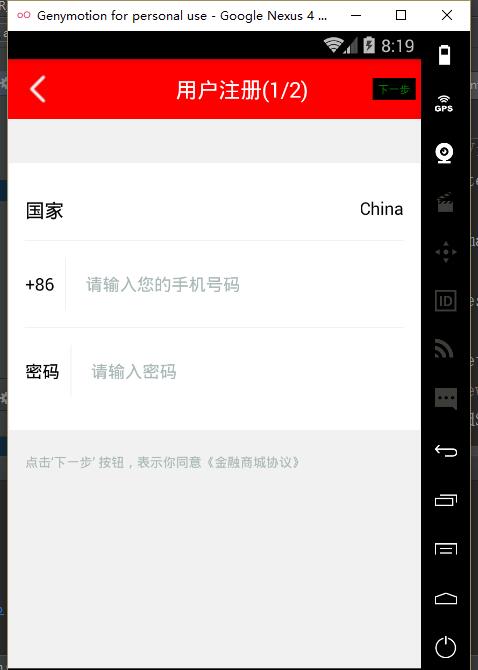 Genymotion for personal use - Google Nexus 4 ...
8:19
用户注册(1/2)
下一步
GPS
国家
China
ID
+86
请输入您的手机号码
密码
请输入密码
点击‘下一步’ 按钮，表示你同意《金融商城协议》